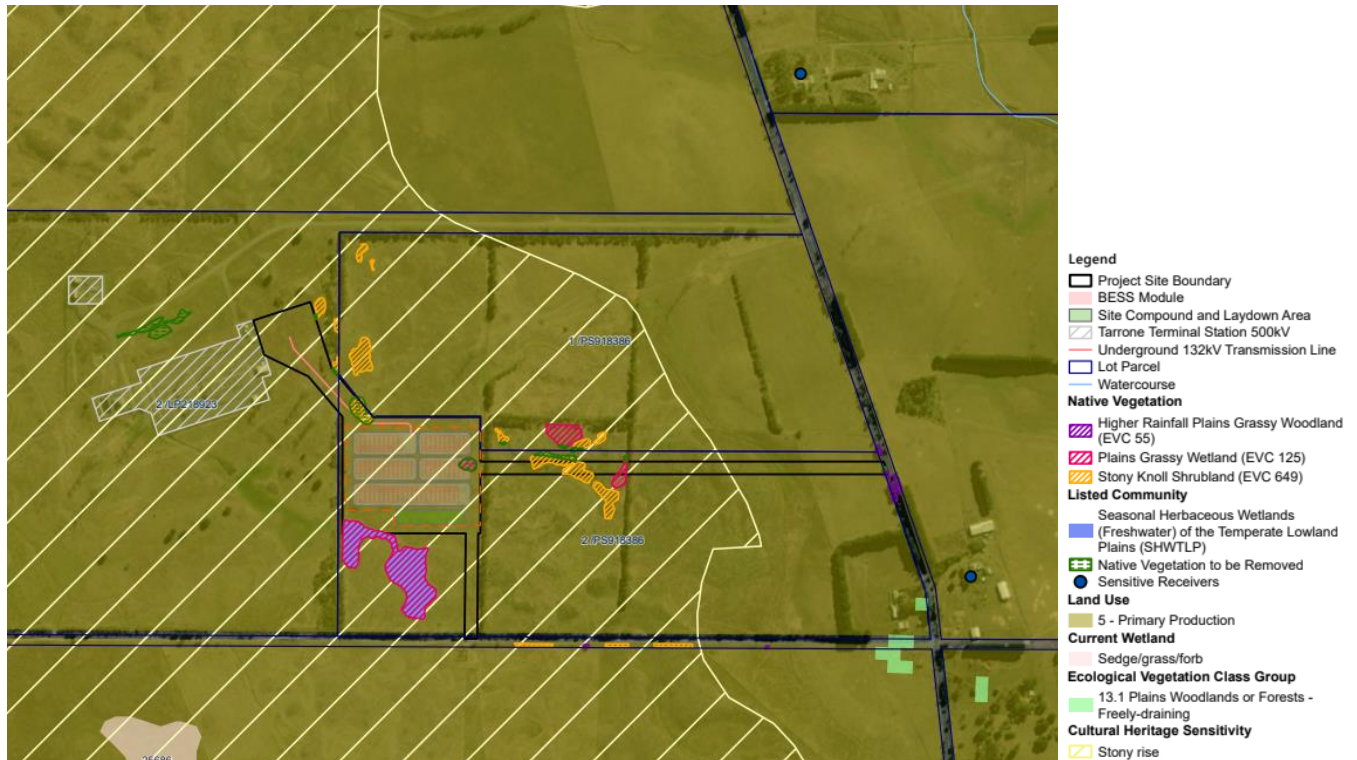 1 /PS918386
2 /LP218923
2 /PS918386
25686
Legend
Project Site Boundary
BESS Module
Site Compound and Laydown Area
Tarrone Terminal Station 500kV
Underground 132kV Transmission Line
Lot Parcel
Watercourse
Native Vegetation
Higher Rainfall Plains Grassy Woodland
(EVC 55)
Plains Grassy Wetland (EVC 125)
Stony Knoll Shrubland (EVC 649)
Listed Community
Seasonal Herbaceous Wetlands
(Freshwater) of the Temperate Lowland
Plains (SHWTLP)
Native Vegetation to be Removed
Sensitive Receivers
Land Use
5 - Primary Production
Current Wetland
Sedge/grass/forb
Ecological Vegetation Class Group
13.1 Plains Woodlands or Forests -
Freely-draining
Cultural Heritage Sensitivity
Stony rise